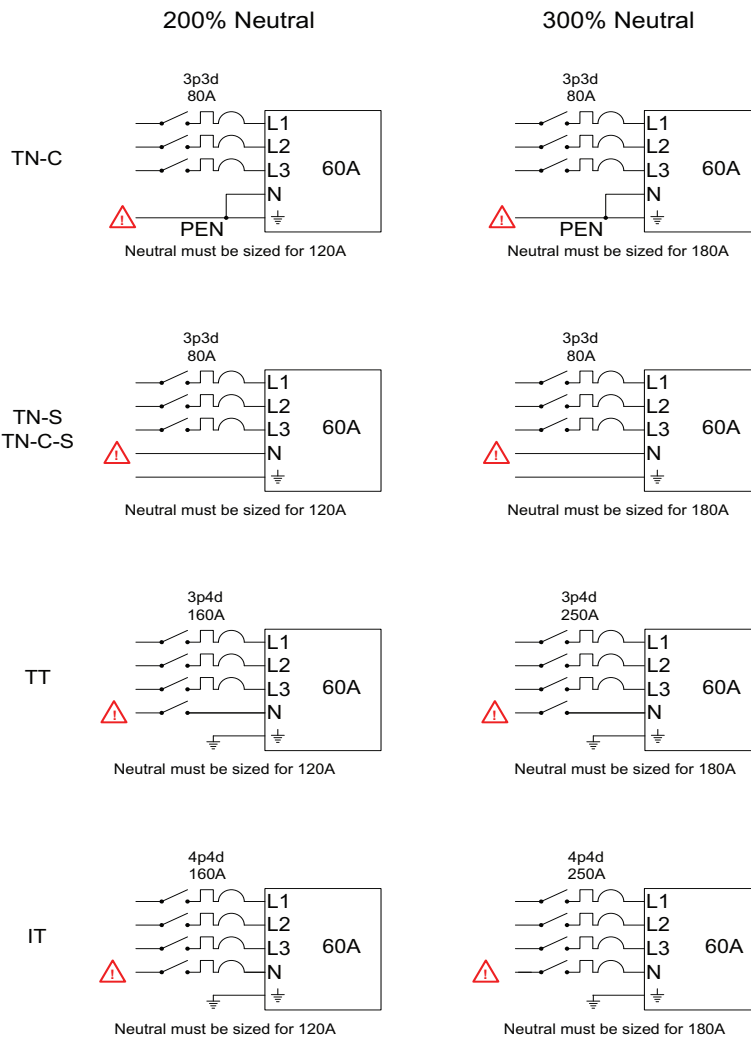 200% Neutral
300% Neutral
TN-C
3p3d
80A
L1
L2
L3
N
60A
PEN
Neutral must be sized for 120A
3p3d
80A
L1
L2
L3
N
60A
PEN
Neutral must be sized for 180A
TN-S
TN-C-S
3p3d
80A
L1
L2
L3
N
60A
Neutral must be sized for 120A
3p3d
80A
L1
L2
L3
N
60A
Neutral must be sized for 180A
TT
3p4d
160A
L1
L2
L3
N
60A
Neutral must be sized for 120A
3p4d
250A
L1
L2
L3
N
60A
Neutral must be sized for 180A
IT
4p4d
160A
L1
L2
L3
N
60A
Neutral must be sized for 120A
4p4d
250A
L1
L2
L3
N
60A
Neutral must be sized for 180A